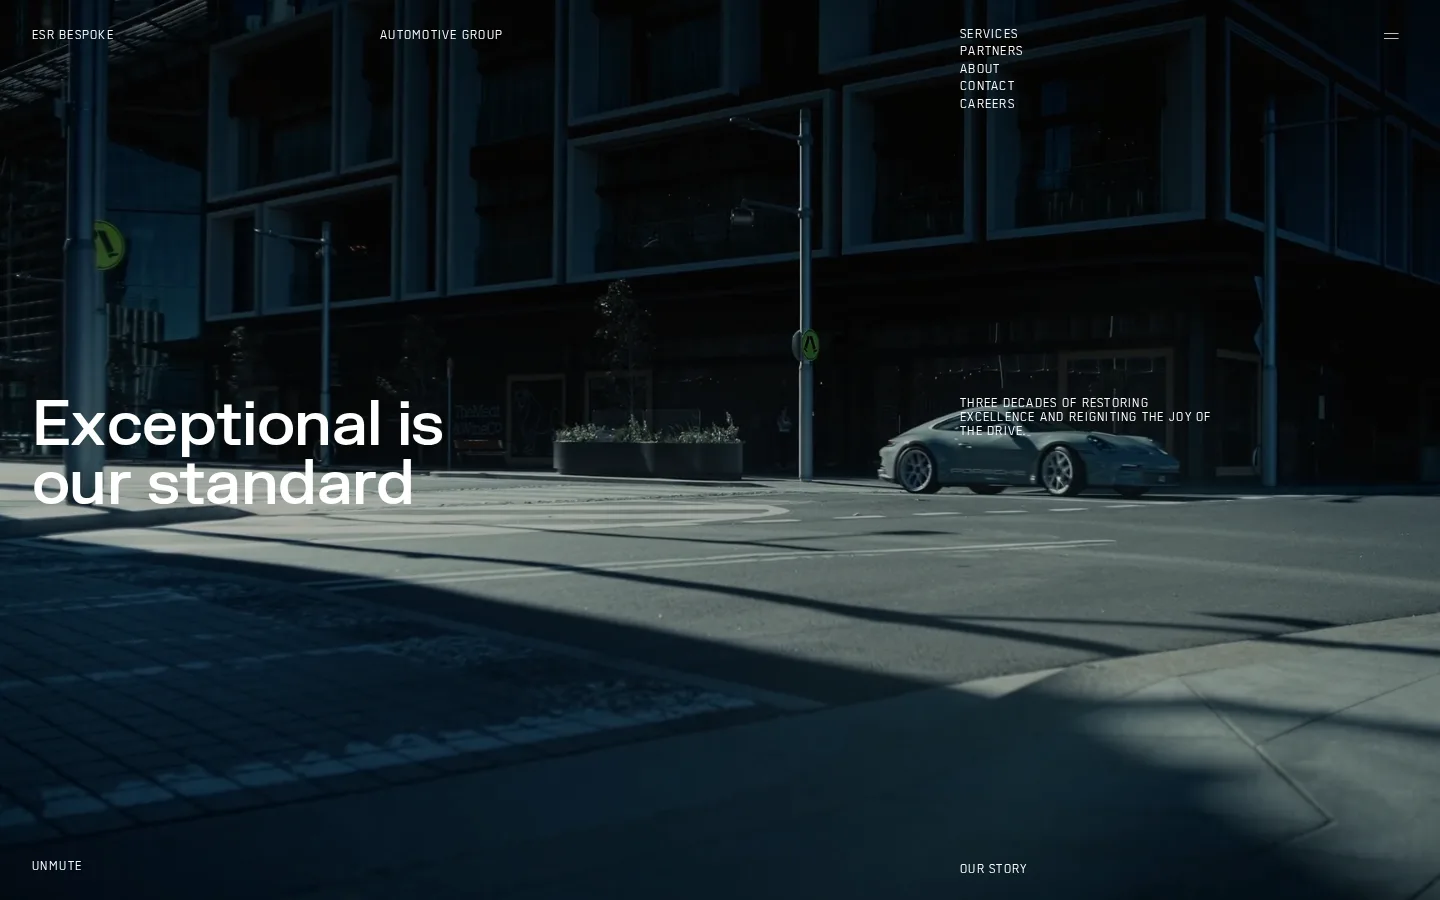 ESR BESPOKE
AUTOMOTIVE GROUP
SERVICES
PARTNERS
ABOUT
CONTACT
CAREERS
Exceptional is
our standard
THREE DECADES OF RESTORING
EXCELLENCE AND REIGNITING THE JOY OF
THE DRIVE.
PORSCHE
UNMUTE
OUR STORY